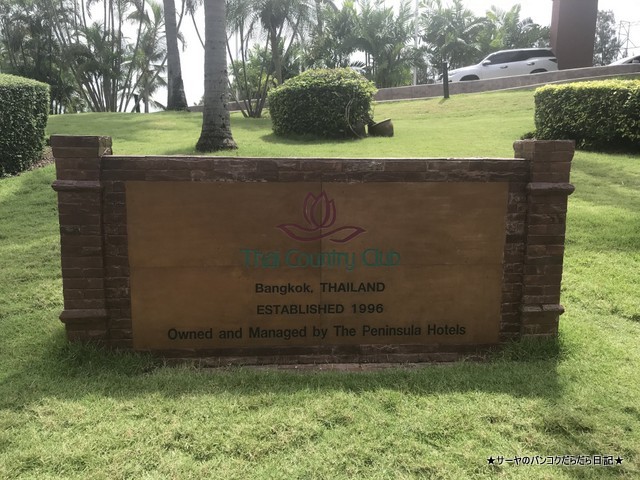 Thai Country Club
Bangkok, THAILAND
ESTABLISHED 1996
Owned and Managed by The Peninsula Hotels
★サーヤのバンコクだらだら日記★